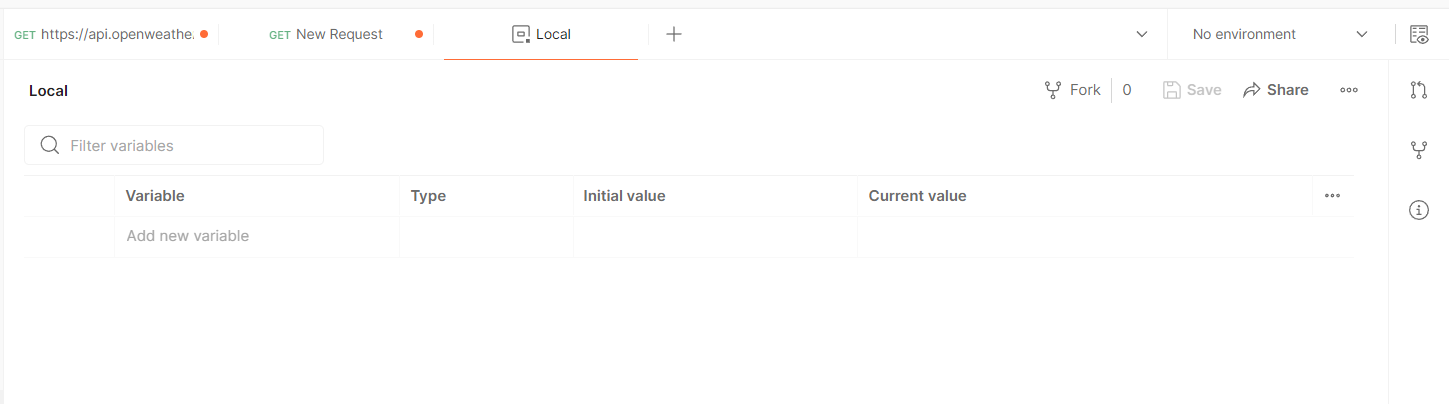 GET https://api.openweathe. GET New Request Local No environment
Local Fork 0 Save Share
Filter variables
Variable Type Initial value Current value
Add new variable